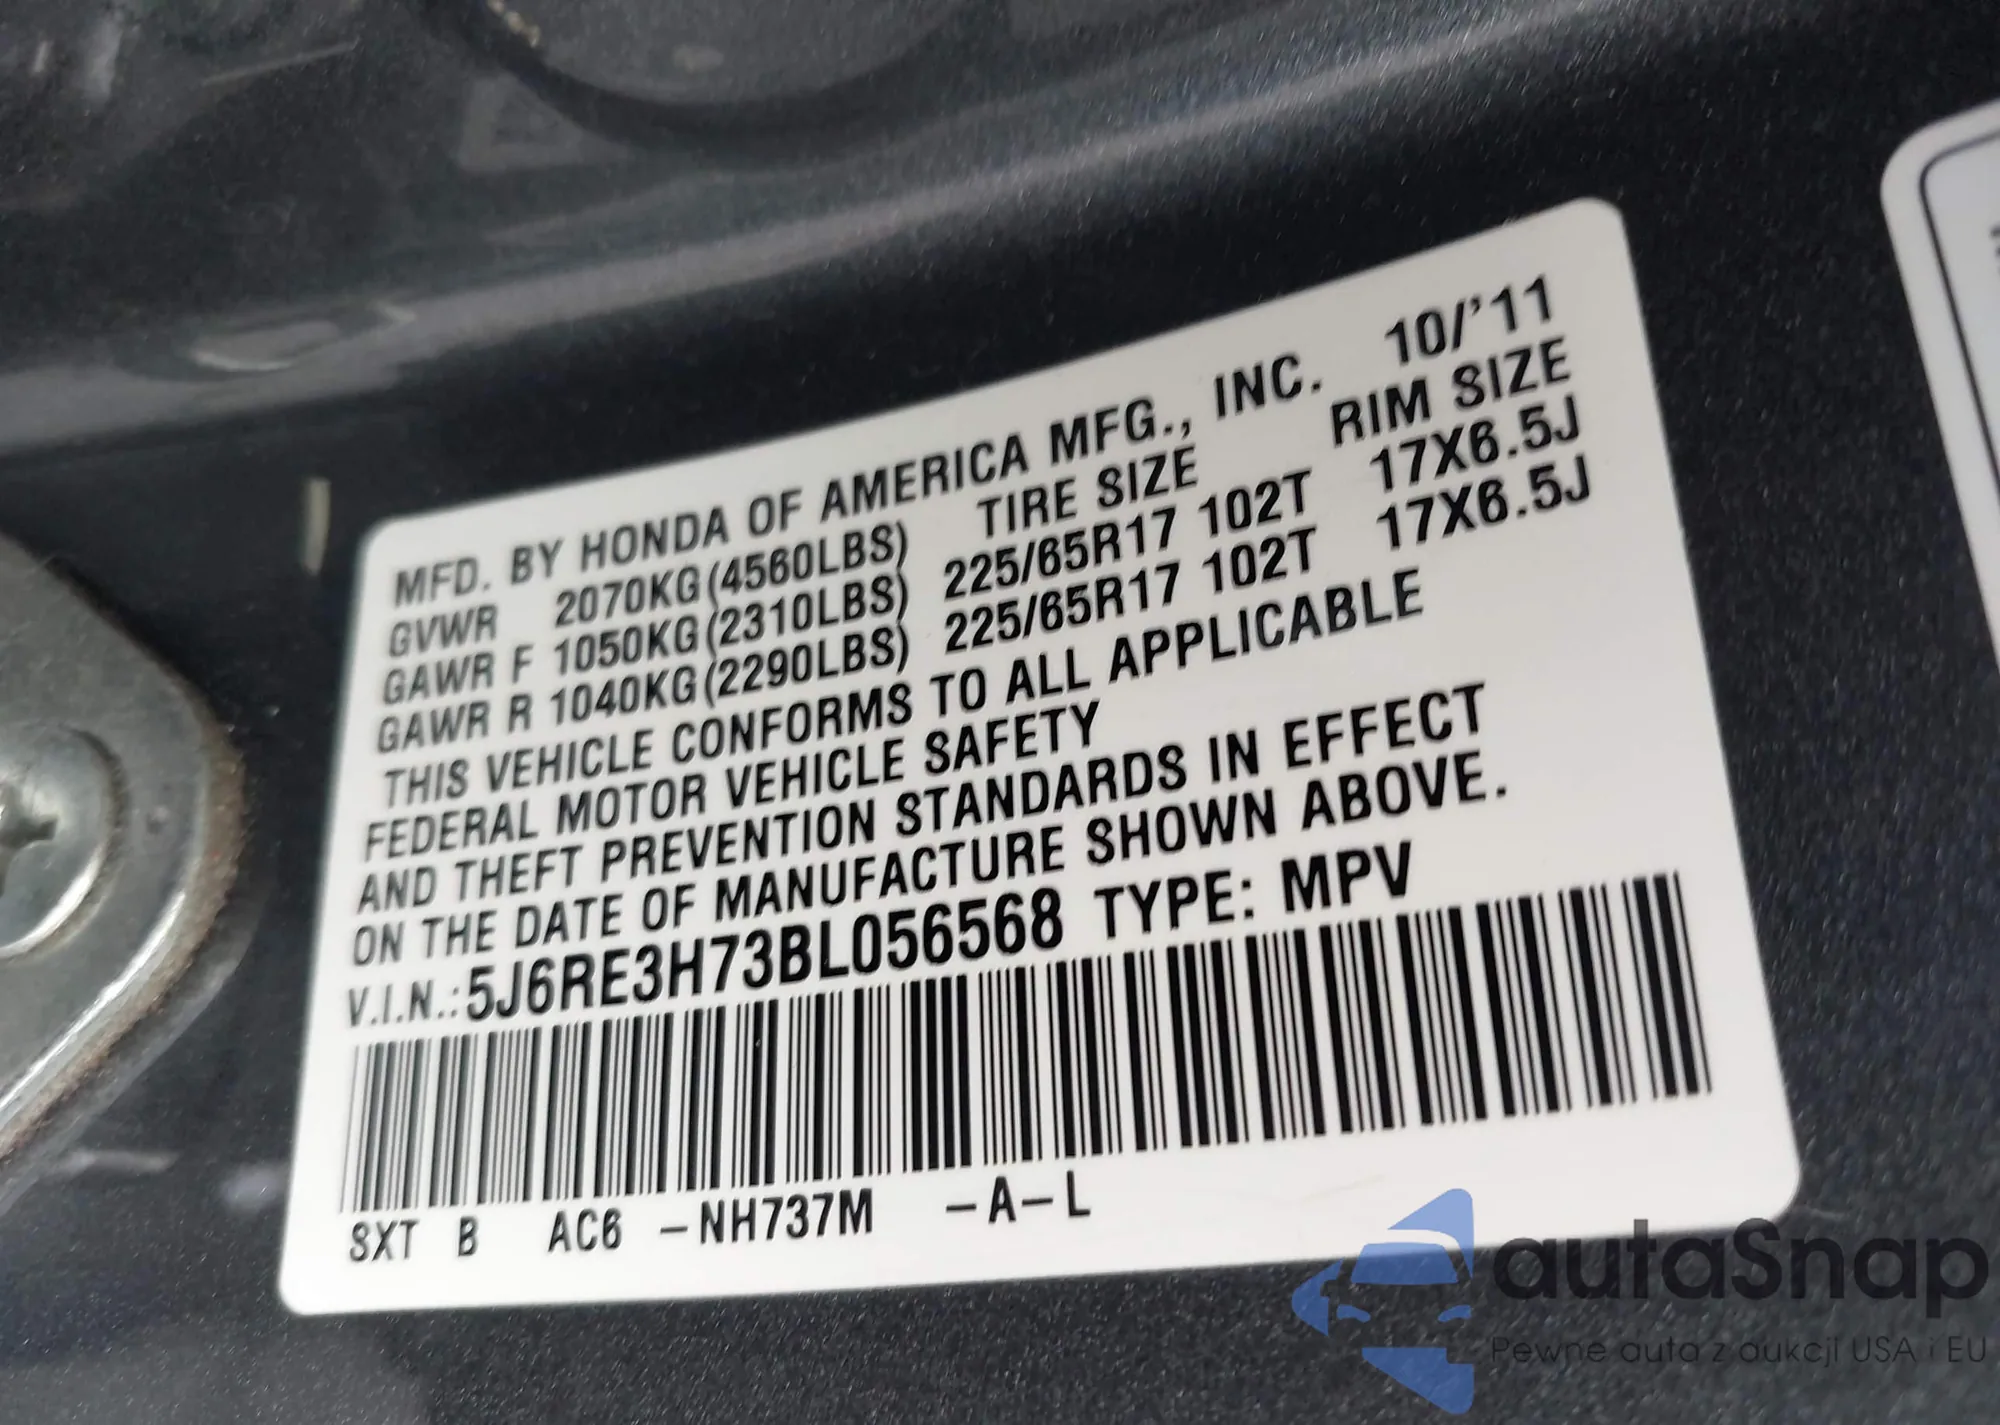 MFD. BY HONDA OF AMERICA MFG., INC. 10/'11
GVWR 2070KG(4560LBS) TIRE SIZE RIM SIZE
GAWR F 1050KG(2310LBS) 225/65R17 102T 17X6.5J
GAWR R 1040KG(2290LBS) 225/65R17 102T 17X6.5J
THIS VEHICLE CONFORMS TO ALL APPLICABLE
FEDERAL MOTOR VEHICLE SAFETY
AND THEFT PREVENTION STANDARDS IN EFFECT
ON THE DATE OF MANUFACTURE SHOWN ABOVE.
V.I.N.:5J6RE3H73BL056568 TYPE: MPV
SXT B AC6 –NH737M –A–L
autaSnap
Pewne auta z aukcji USA i EU